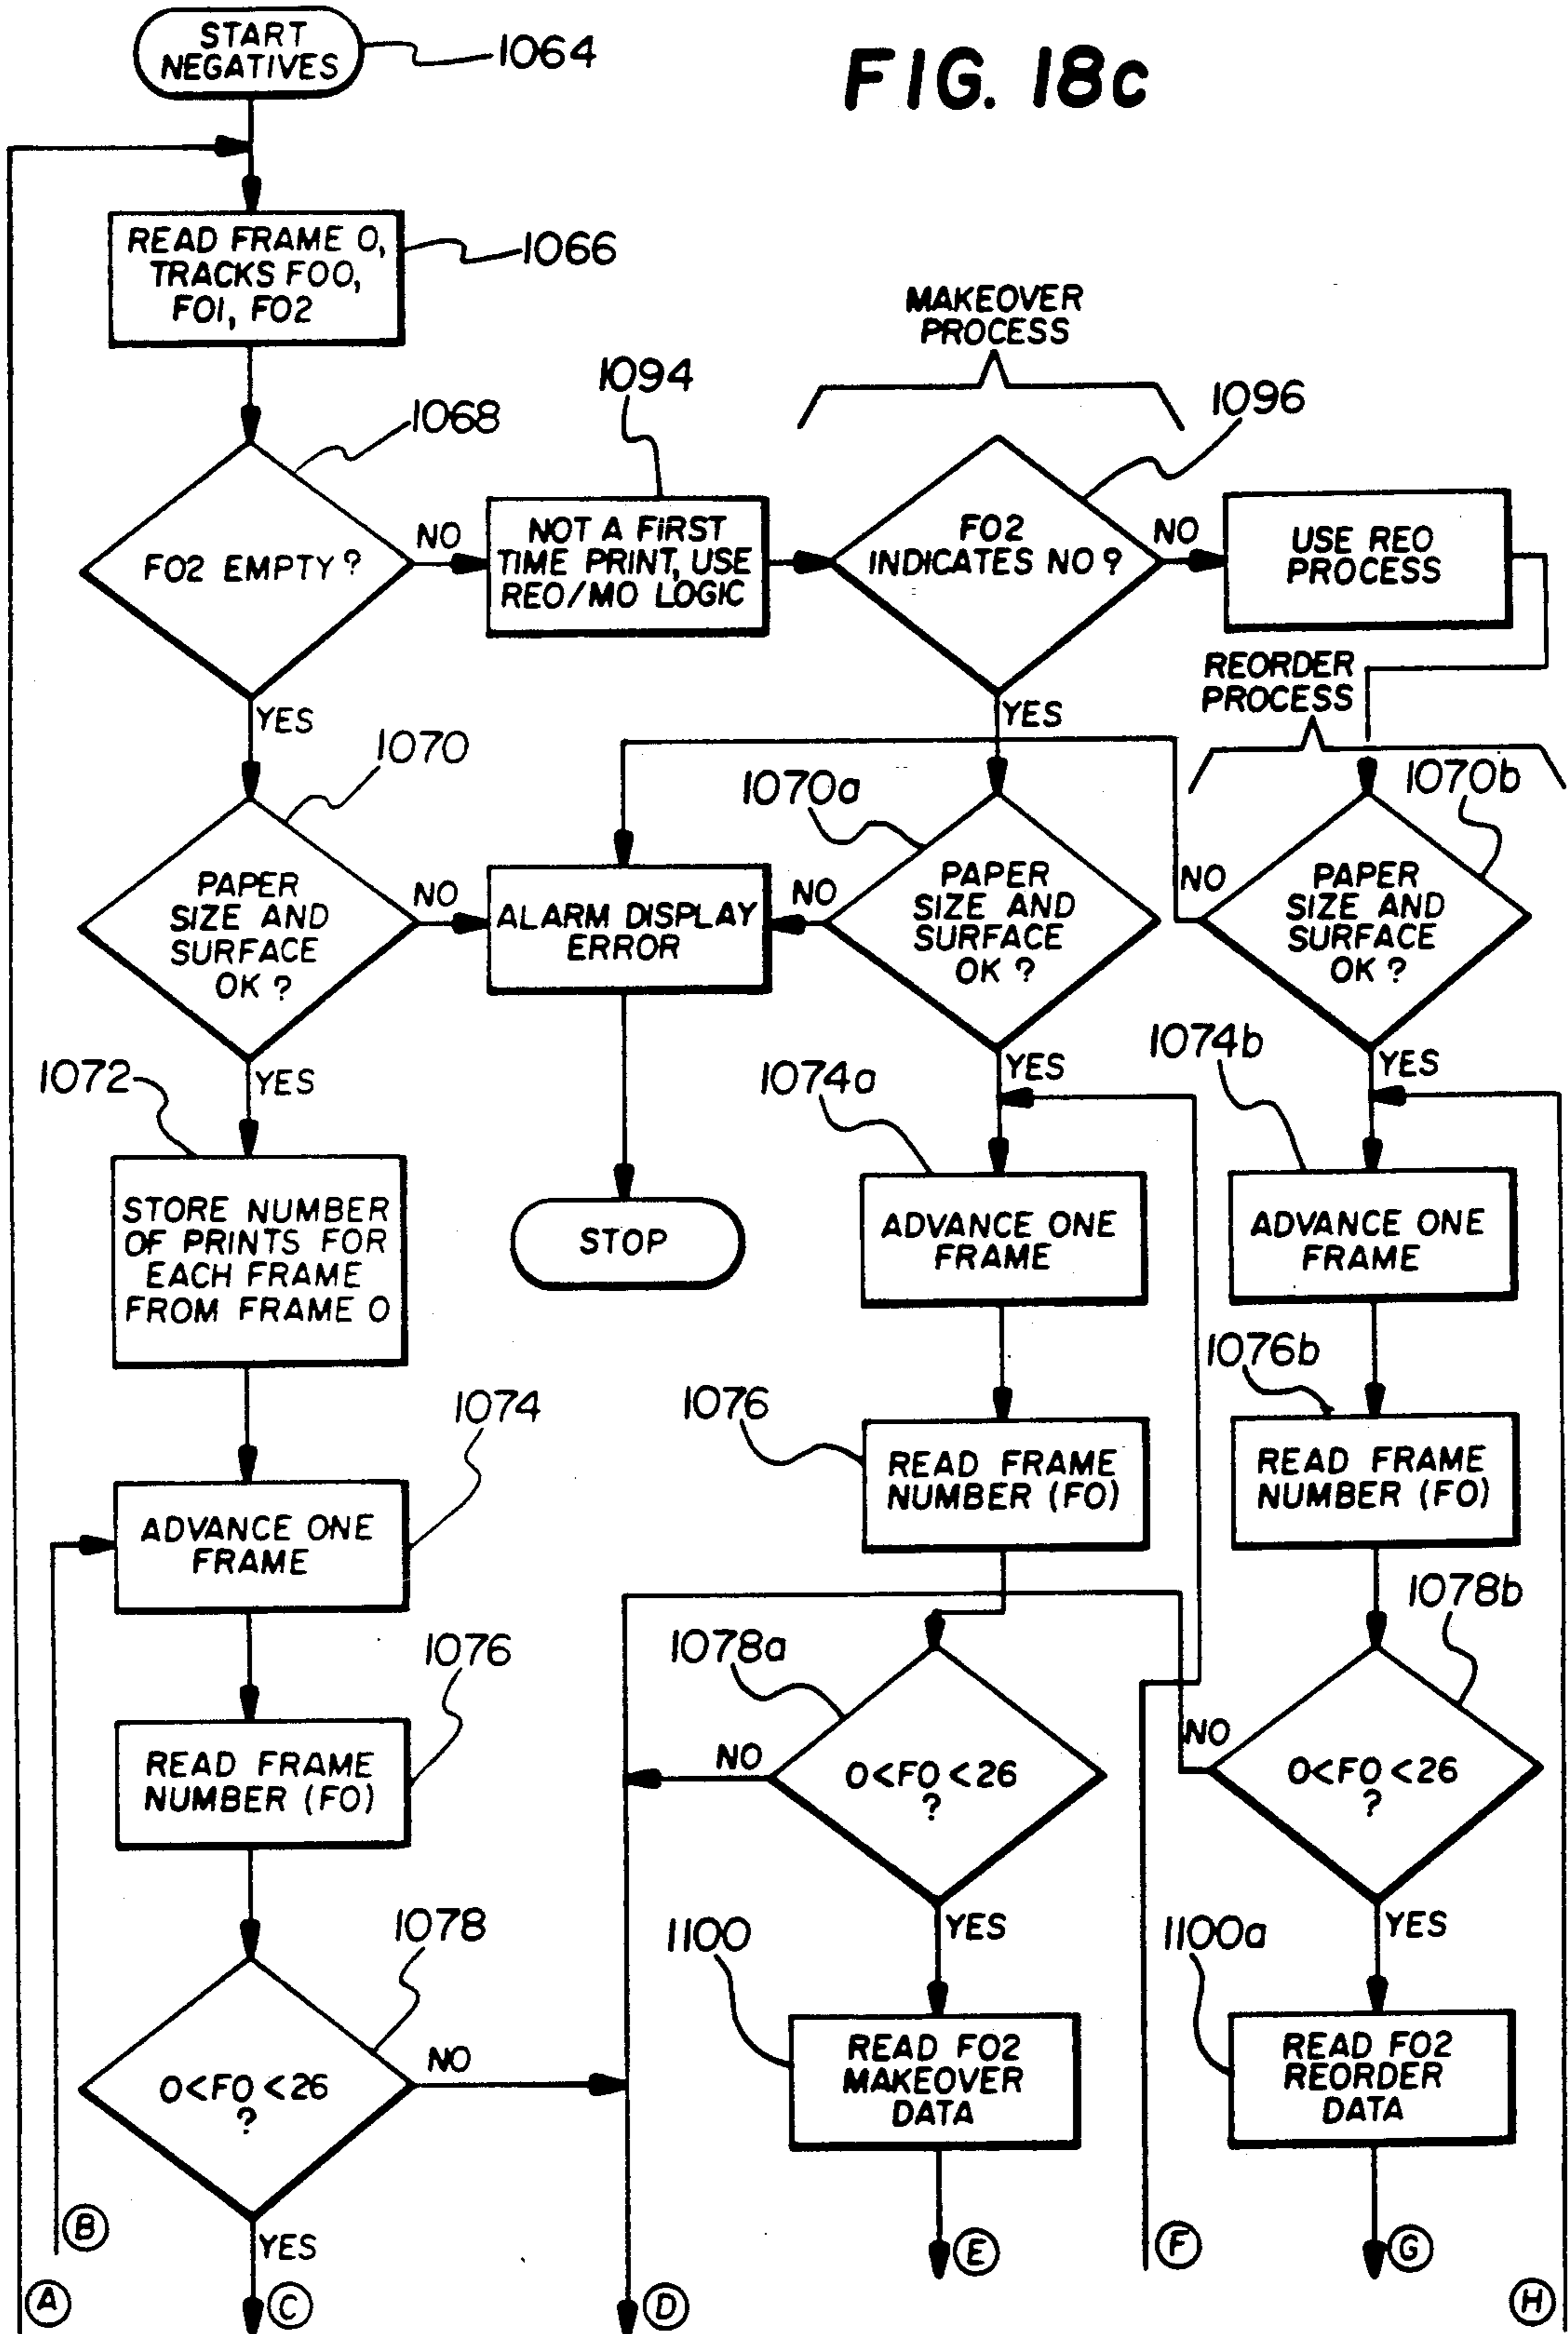 FIG. 18c
START
NEGATIVES
1064
READ FRAME 0,
TRACKS F00,
F01, F02
1066
MAKEOVER
PROCESS
1068
F02 EMPTY?
NO
YES
1094
NOT A FIRST
TIME PRINT, USE
REO/MO LOGIC
1096
F02
INDICATES NO?
NO
YES
USE REO
PROCESS
REORDER
PROCESS
1070
PAPER
SIZE AND
SURFACE
OK?
NO
YES
ALARM DISPLAY
ERROR
STOP
1070a
PAPER
SIZE AND
SURFACE
OK?
NO
YES
1070b
PAPER
SIZE AND
SURFACE
OK?
NO
YES
1072
STORE NUMBER
OF PRINTS FOR
EACH FRAME
FROM FRAME 0
1074a
ADVANCE ONE
FRAME
1074b
ADVANCE ONE
FRAME
1074
ADVANCE ONE
FRAME
1076
READ FRAME
NUMBER (FO)
1076b
READ FRAME
NUMBER (FO)
1076
READ FRAME
NUMBER (FO)
1078a
0<FO<26
?
NO
YES
1078b
0<FO<26
?
NO
YES
1078
0<FO<26
?
NO
YES
1100
READ F02
MAKEOVER
DATA
1100a
READ F02
REORDER
DATA
A
B
C
D
E
F
G
H